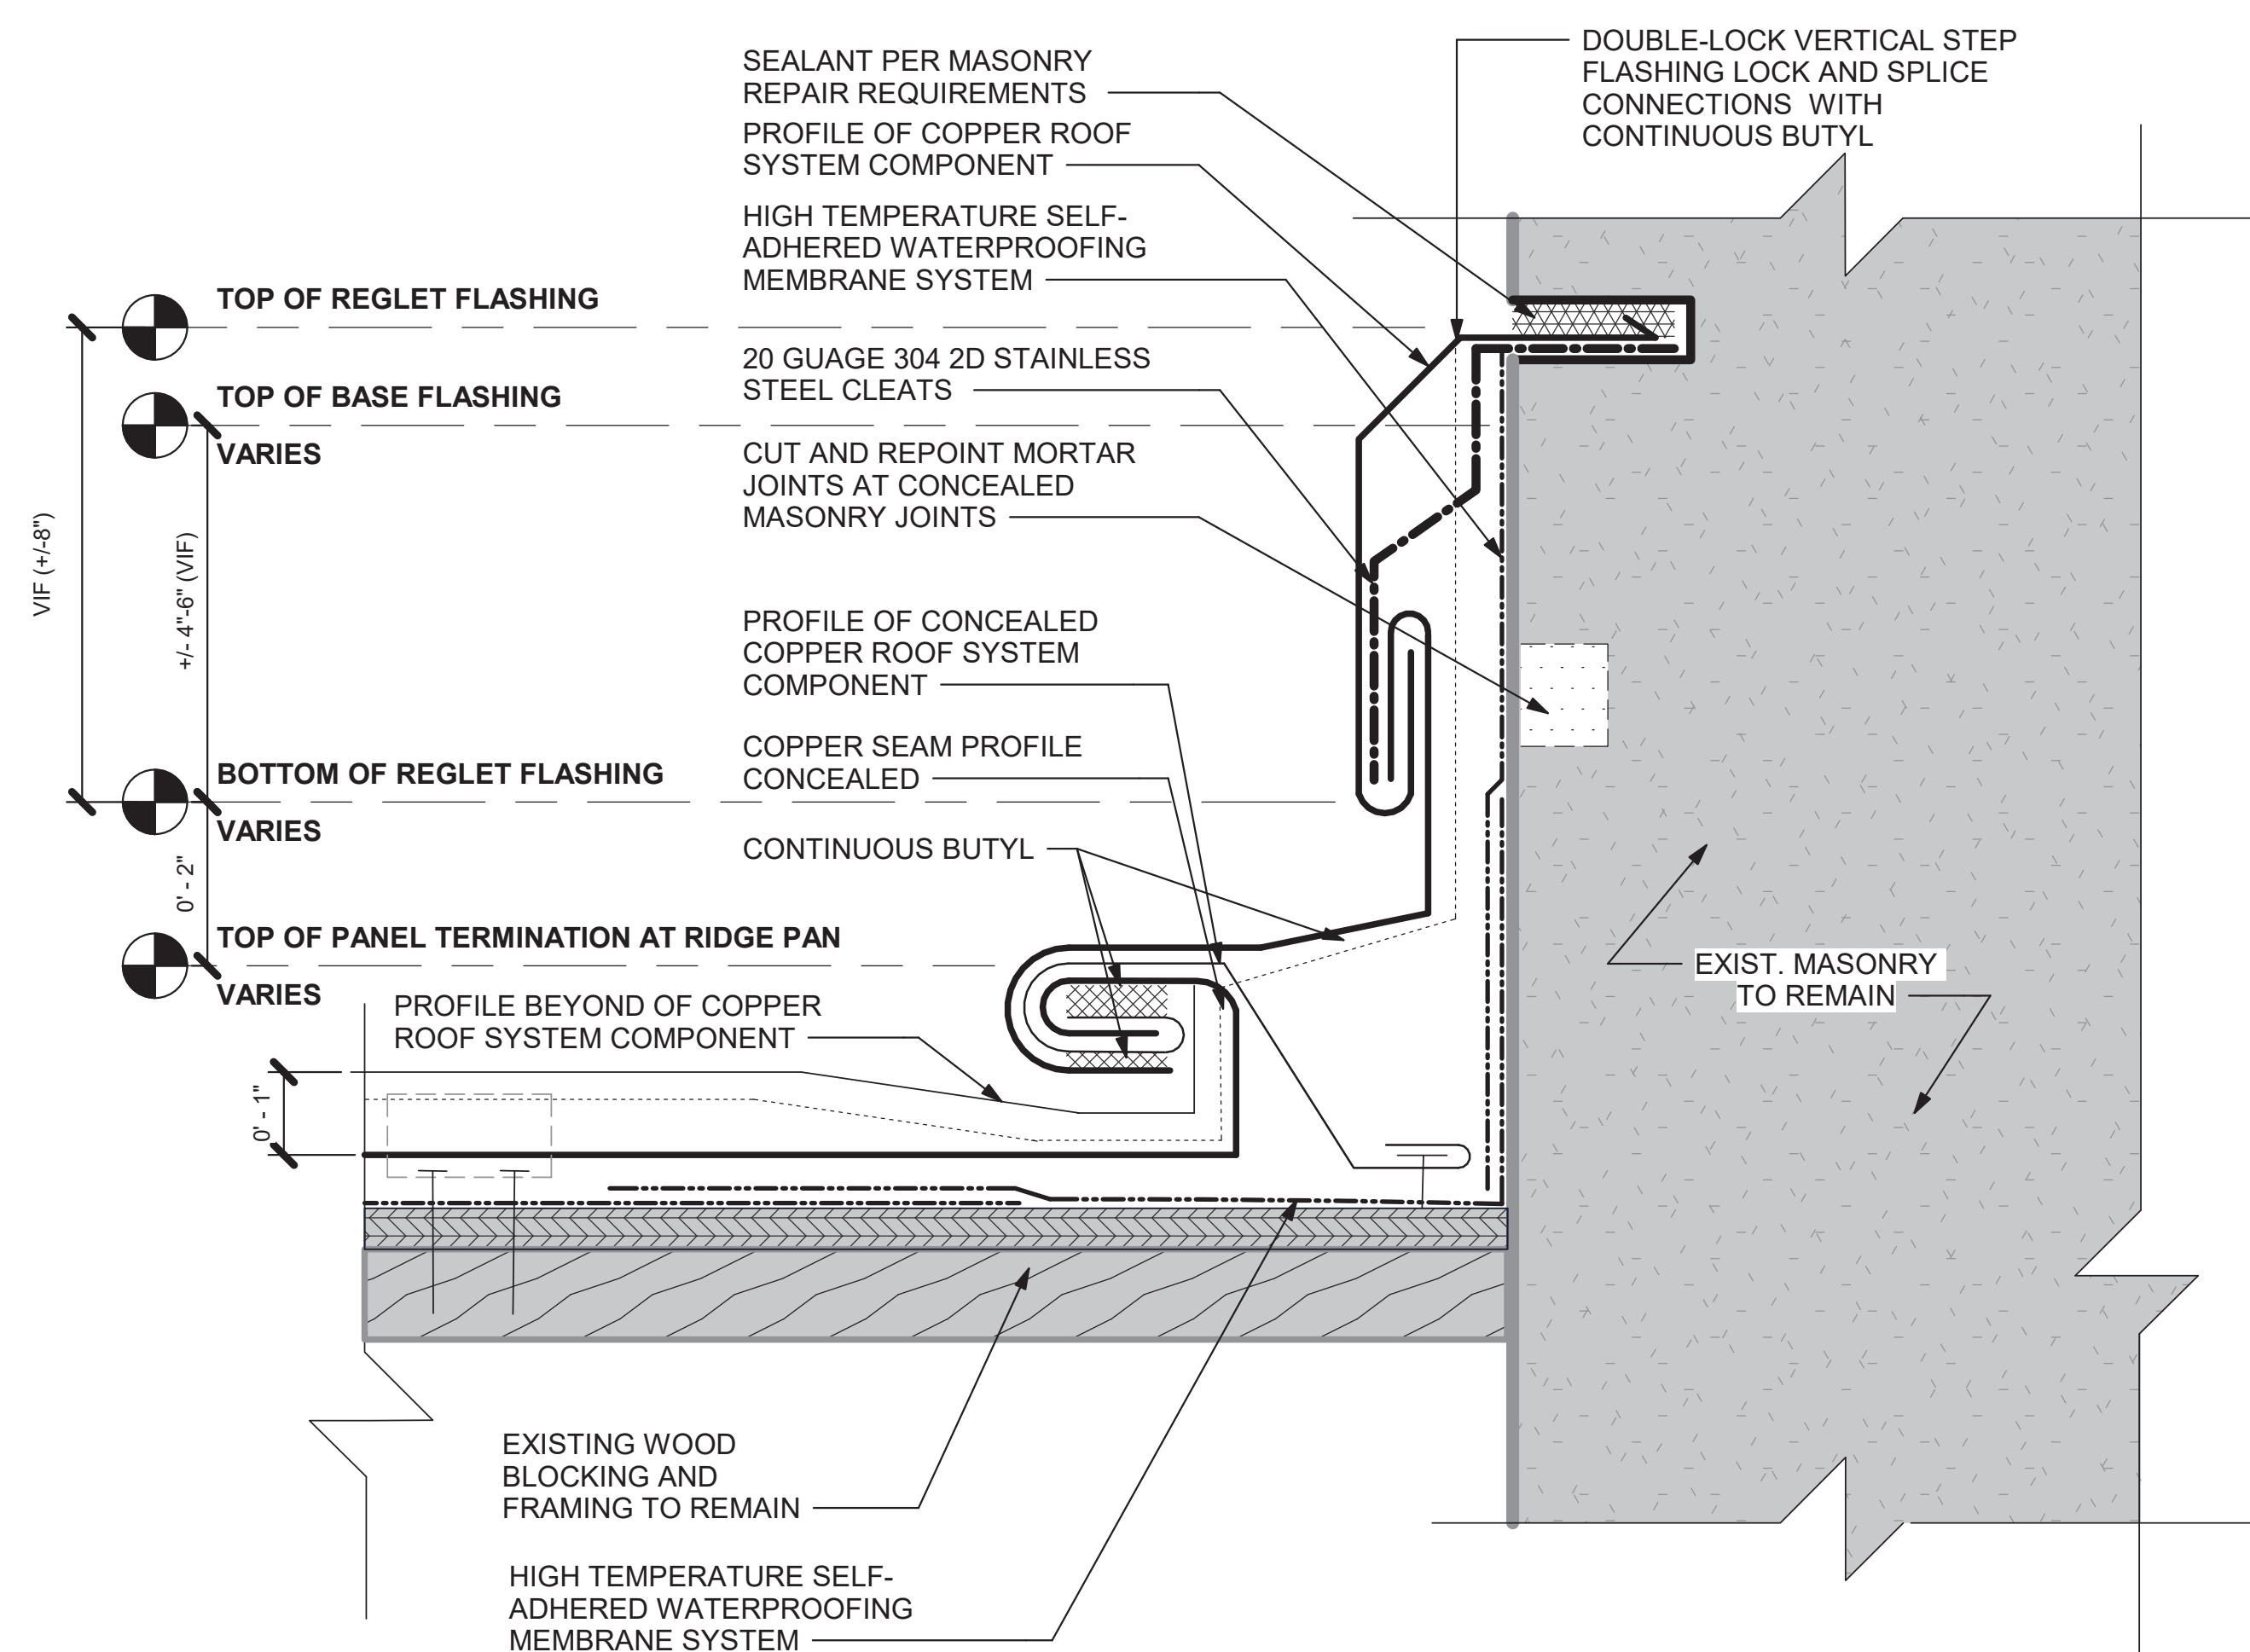 SEALANT PER MASONRY
REPAIR REQUIREMENTS
PROFILE OF COPPER ROOF
SYSTEM COMPONENT
HIGH TEMPERATURE SELF-
ADHERED WATERPROOFING
MEMBRANE SYSTEM
DOUBLE-LOCK VERTICAL STEP
FLASHING LOCK AND SPLICE
CONNECTIONS WITH
CONTINUOUS BUTYL
TOP OF REGLET FLASHING
20 GUAGE 304 2D STAINLESS
STEEL CLEATS
TOP OF BASE FLASHING
VARIES
CUT AND REPOINT MORTAR
JOINTS AT CONCEALED
MASONRY JOINTS
VIF (+/-8")
+/- 4"-6" (VIF)
PROFILE OF CONCEALED
COPPER ROOF SYSTEM
COMPONENT
COPPER SEAM PROFILE
CONCEALED
BOTTOM OF REGLET FLASHING
VARIES
CONTINUOUS BUTYL
0' - 2"
TOP OF PANEL TERMINATION AT RIDGE PAN
VARIES
EXIST. MASONRY
TO REMAIN
PROFILE BEYOND OF COPPER
ROOF SYSTEM COMPONENT
0' - 1"
EXISTING WOOD
BLOCKING AND
FRAMING TO REMAIN
HIGH TEMPERATURE SELF-
ADHERED WATERPROOFING
MEMBRANE SYSTEM